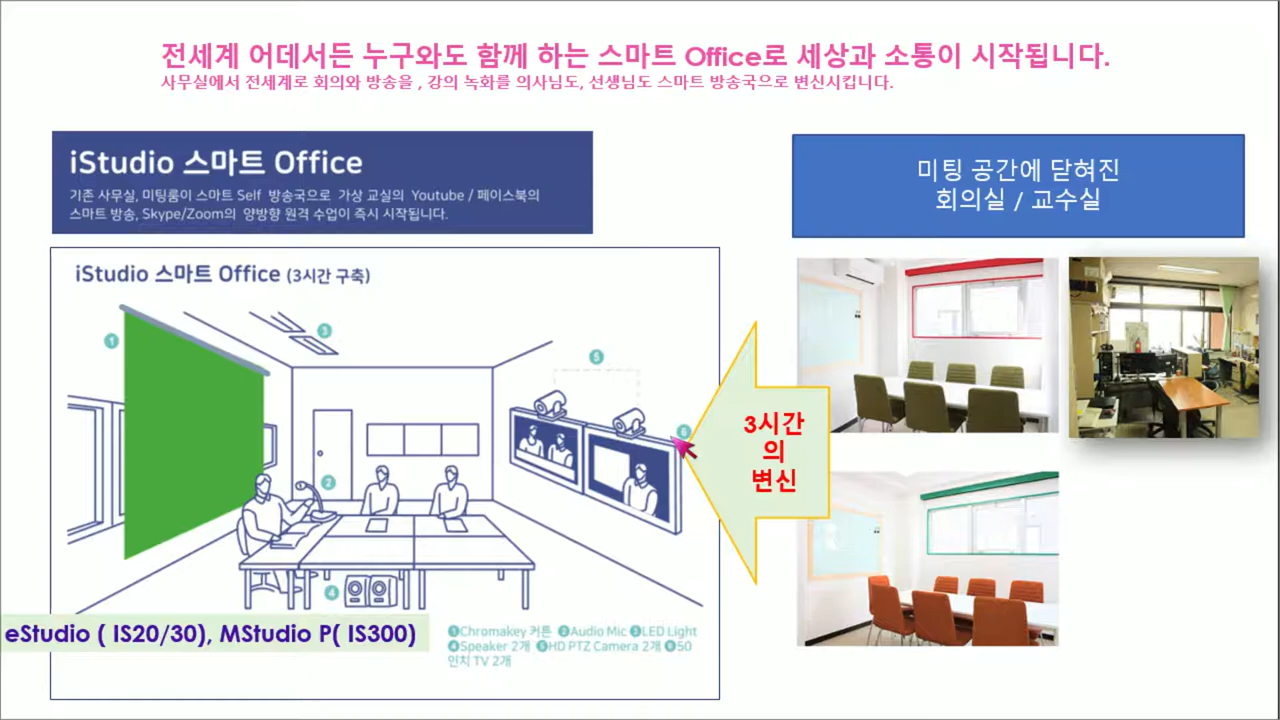 전세계 어데서든 누구와도 함께 하는 스마트 Office로 세상과 소통이 시작됩니다.
사무실에서 전세계로 회의와 방송을 , 강의 녹화를 의사님도, 선생님도 스마트 방송국으로 변신시킵니다.
iStudio 스마트 Office
기존 사무실, 미팅룸이 스마트 Self 방송국으로 가상 교실의 Youtube / 페이스북의
스마트 방송, Skype/Zoom의 양방향 원격 수업이 즉시 시작됩니다.
미팅 공간에 닫혀진
회의실 / 교수실
iStudio 스마트 Office (3시간 구축)
1
3
5
6
2
4
3시간
의
변신
eStudio ( IS20/30), MStudio P( IS300)
❶Chromakey 커튼 ❷Audio Mic ❸LED Light
❹Speaker 2개 ❺HD PTZ Camera 2개 ❻50
인치 TV 2개